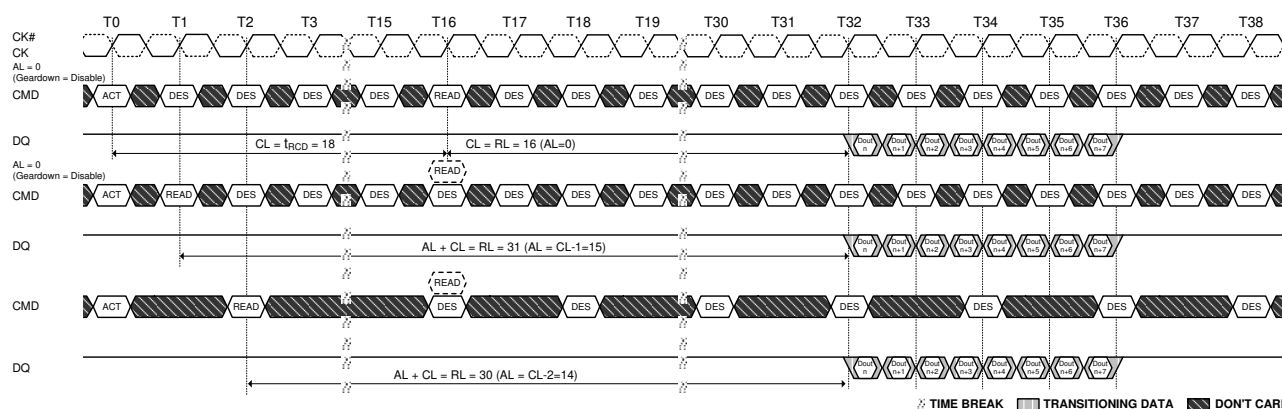 T0 T1 T2 T3 T15 T16 T17 T18 T19 T30 T31 T32 T33 T34 T35 T36 T37 T38
CK#
CK
AL = 0
(Geardown = Disable)
CMD ACT DES DES DES DES READ DES DES DES DES DES DES DES DES DES DES DES DES
DQ Dout n Dout n+1 Dout n+2 Dout n+3 Dout n+4 Dout n+5 Dout n+6 Dout n+7
CL = tRCD = 18 CL = RL = 16 (AL=0)
AL = 0
(Geardown = Disable)
READ
CMD ACT READ DES DES DES DES DES DES DES DES DES DES DES DES DES DES DES DES
DQ Dout n Dout n+1 Dout n+2 Dout n+3 Dout n+4 Dout n+5 Dout n+6 Dout n+7
AL + CL = RL = 31 (AL = CL-1=15)
READ
CMD ACT READ DES DES DES DES DES DES DES
DQ Dout n Dout n+1 Dout n+2 Dout n+3 Dout n+4 Dout n+5 Dout n+6 Dout n+7
AL + CL = RL = 30 (AL = CL-2=14)
TIME BREAK TRANSITIONING DATA DON'T CARE